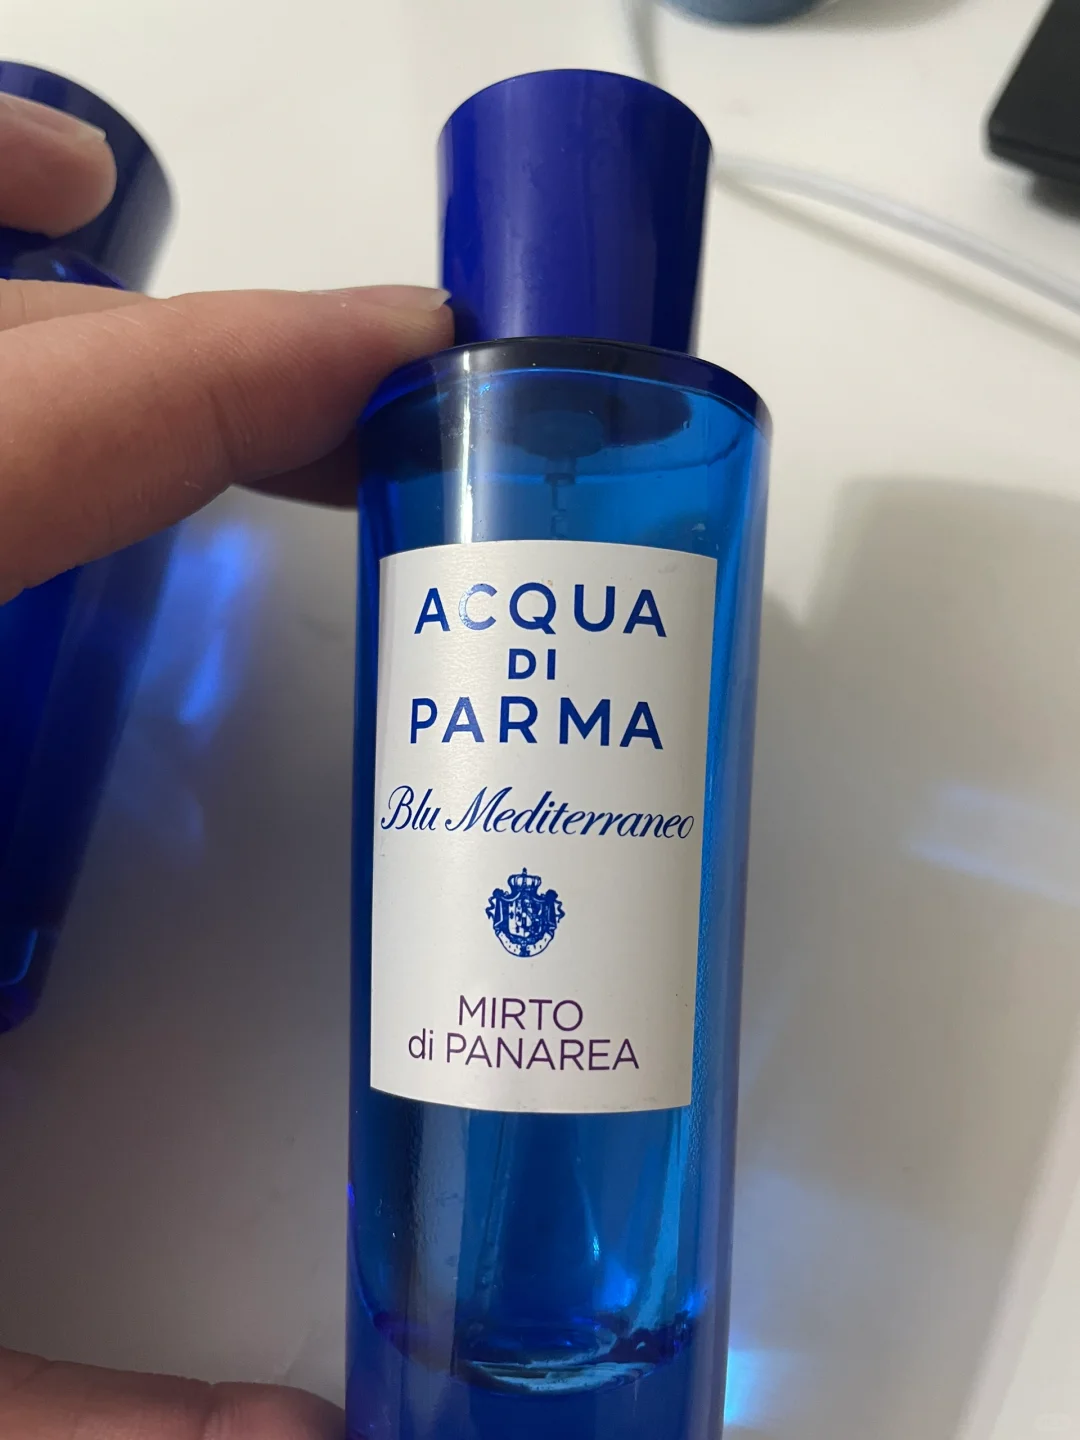 ACQUA
DI
PARMA
Blu Mediterraneo
MIRTO
di PANAREA